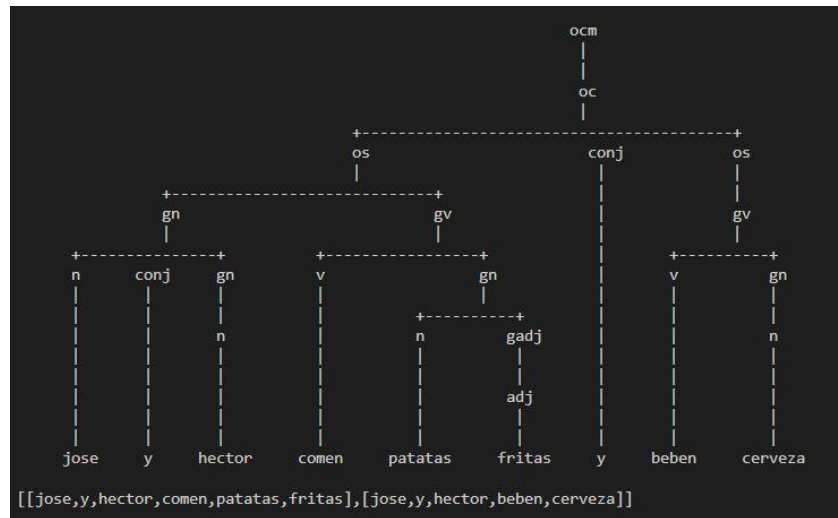 ocm
oc
os conj os
gn gv gv
n conj gn v gn v gn
n n gadj n
adj
jose y hector comen patatas fritas y beben cerveza
[[jose,y,hector,comen,patatas,fritas],[jose,y,hector,beben,cerveza]]